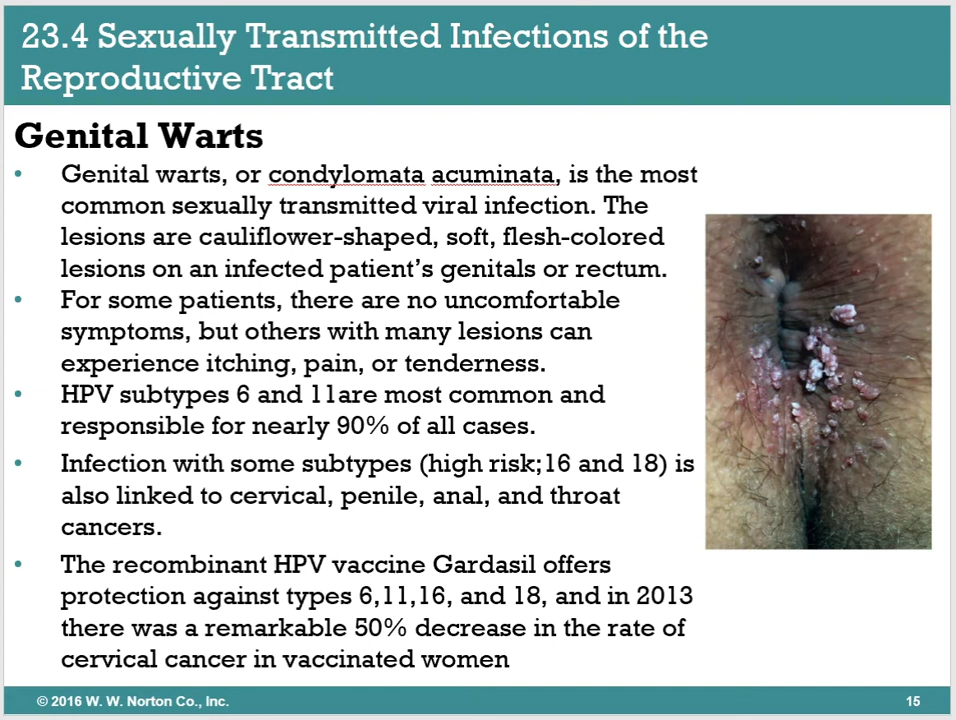 23.4 Sexually Transmitted Infections of the
Reproductive Tract
Genital Warts
• Genital warts, or condylomata acuminata, is the most
common sexually transmitted viral infection. The
lesions are cauliflower-shaped, soft, flesh-colored
lesions on an infected patient's genitals or rectum.
• For some patients, there are no uncomfortable
symptoms, but others with many lesions can
experience itching, pain, or tenderness.
• HPV subtypes 6 and 11are most common and
responsible for nearly 90% of all cases.
• Infection with some subtypes (high risk;16 and 18) is
also linked to cervical, penile, anal, and throat
cancers.
• The recombinant HPV vaccine Gardasil offers
protection against types 6,11,16, and 18, and in 2013
there was a remarkable 50% decrease in the rate of
cervical cancer in vaccinated women
© 2016 W. W. Norton Co., Inc.
15